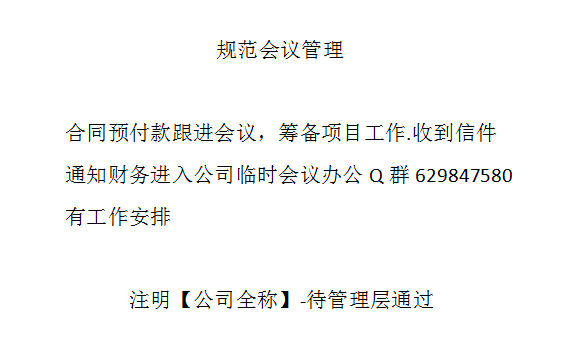 规范会议管理
合同预付款跟进会议，筹备项目工作.收到信件
通知财务进入公司临时会议办公 Q 群 629847580
有工作安排
注明【公司全称】-待管理层通过